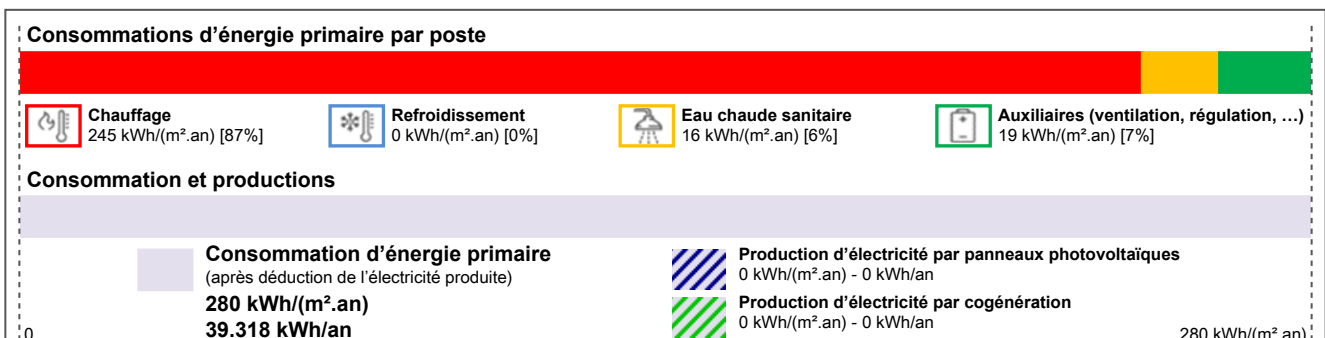 Consommations d’énergie primaire par poste
Chauffage
245 kWh/(m².an) [87%]
Refroidissement
0 kWh/(m².an) [0%]
Eau chaude sanitaire
16 kWh/(m².an) [6%]
Auxiliaires (ventilation, régulation, …)
19 kWh/(m².an) [7%]
Consommation et productions
Consommation d’énergie primaire
(après déduction de l’électricité produite)
280 kWh/(m².an)
39.318 kWh/an
Production d’électricité par panneaux photovoltaïques
0 kWh/(m².an) - 0 kWh/an
Production d’électricité par cogénération
0 kWh/(m².an) - 0 kWh/an
0
280 kWh/(m².an)